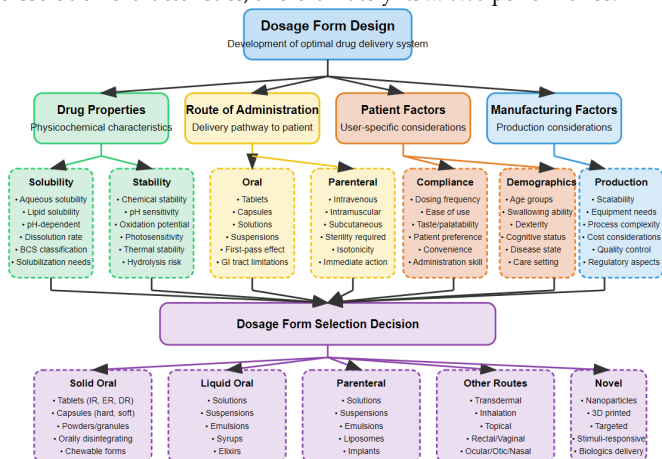 Dosage Form Design
Development of optimal drug delivery system
Drug Properties
Physicochemical characteristics
Route of Administration
Delivery pathway to patient
Patient Factors
User-specific considerations
Manufacturing Factors
Production considerations
Solubility
• Aqueous solubility
• Lipid solubility
• pH-dependent
• Dissolution rate
• BCS classification
• Solubilization needs
Stability
• Chemical stability
• pH sensitivity
• Oxidation potential
• Photosensitivity
• Thermal stability
• Hydrolysis risk
Oral
• Tablets
• Capsules
• Solutions
• Suspensions
• First-pass effect
• GI tract limitations
Parenteral
• Intravenous
• Intramuscular
• Subcutaneous
• Sterility required
• Isotonicity
• Immediate action
Compliance
• Dosing frequency
• Ease of use
• Taste/palatability
• Patient preference
• Convenience
• Administration skill
Demographics
• Age groups
• Swallowing ability
• Dexterity
• Cognitive status
• Disease state
• Care setting
Production
• Scalability
• Equipment needs
• Process complexity
• Cost considerations
• Quality control
• Regulatory aspects
Dosage Form Selection Decision
Solid Oral
• Tablets (IR, ER, DR)
• Capsules (hard, soft)
• Powders/granules
• Orally disintegrating
• Chewable forms
Liquid Oral
• Solutions
• Suspensions
• Emulsions
• Syrups
• Elixirs
Parenteral
• Solutions
• Suspensions
• Emulsions
• Liposomes
• Implants
Other Routes
• Transdermal
• Inhalation
• Topical
• Rectal/Vaginal
• Ocular/Otic/Nasal
Novel
• Nanoparticles
• 3D printed
• Targeted
• Stimuli-responsive
• Biologics delivery